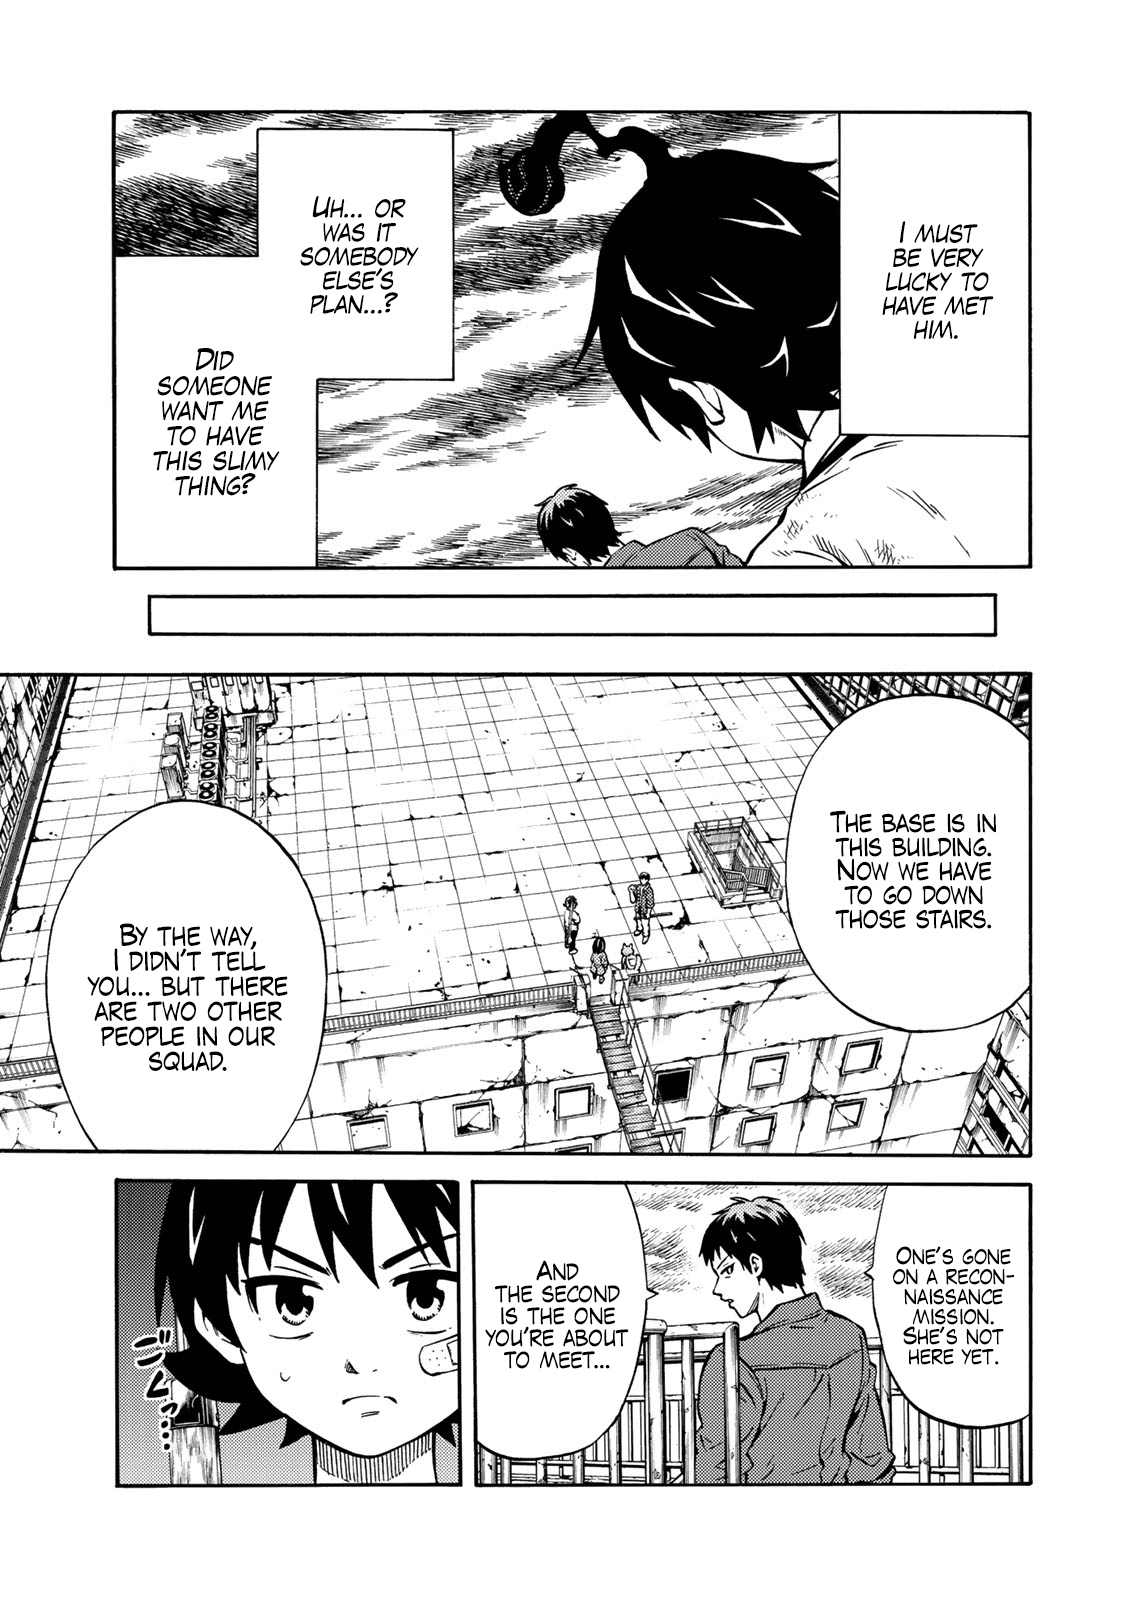 I MUST
BE VERY
LUCKY TO
HAVE MET
HIM.
UH... OR
WAS IT
SOMEBODY
ELSE'S
PLAN...?
DID
SOMEONE
WANT ME
TO HAVE
THIS SLIMY
THING?
THE BASE IS IN
THIS BUILDING.
NOW WE HAVE
TO GO DOWN
THOSE STAIRS.
BY THE WAY,
I DIDN'T TELL
YOU... BUT THERE
ARE TWO OTHER
PEOPLE IN OUR
SQUAD.
ONE'S GONE
ON A RECON-
NAISSANCE
MISSION.
SHE'S NOT
HERE YET.
AND
THE SECOND
IS THE ONE
YOU'RE ABOUT
TO MEET...
ごくっ…